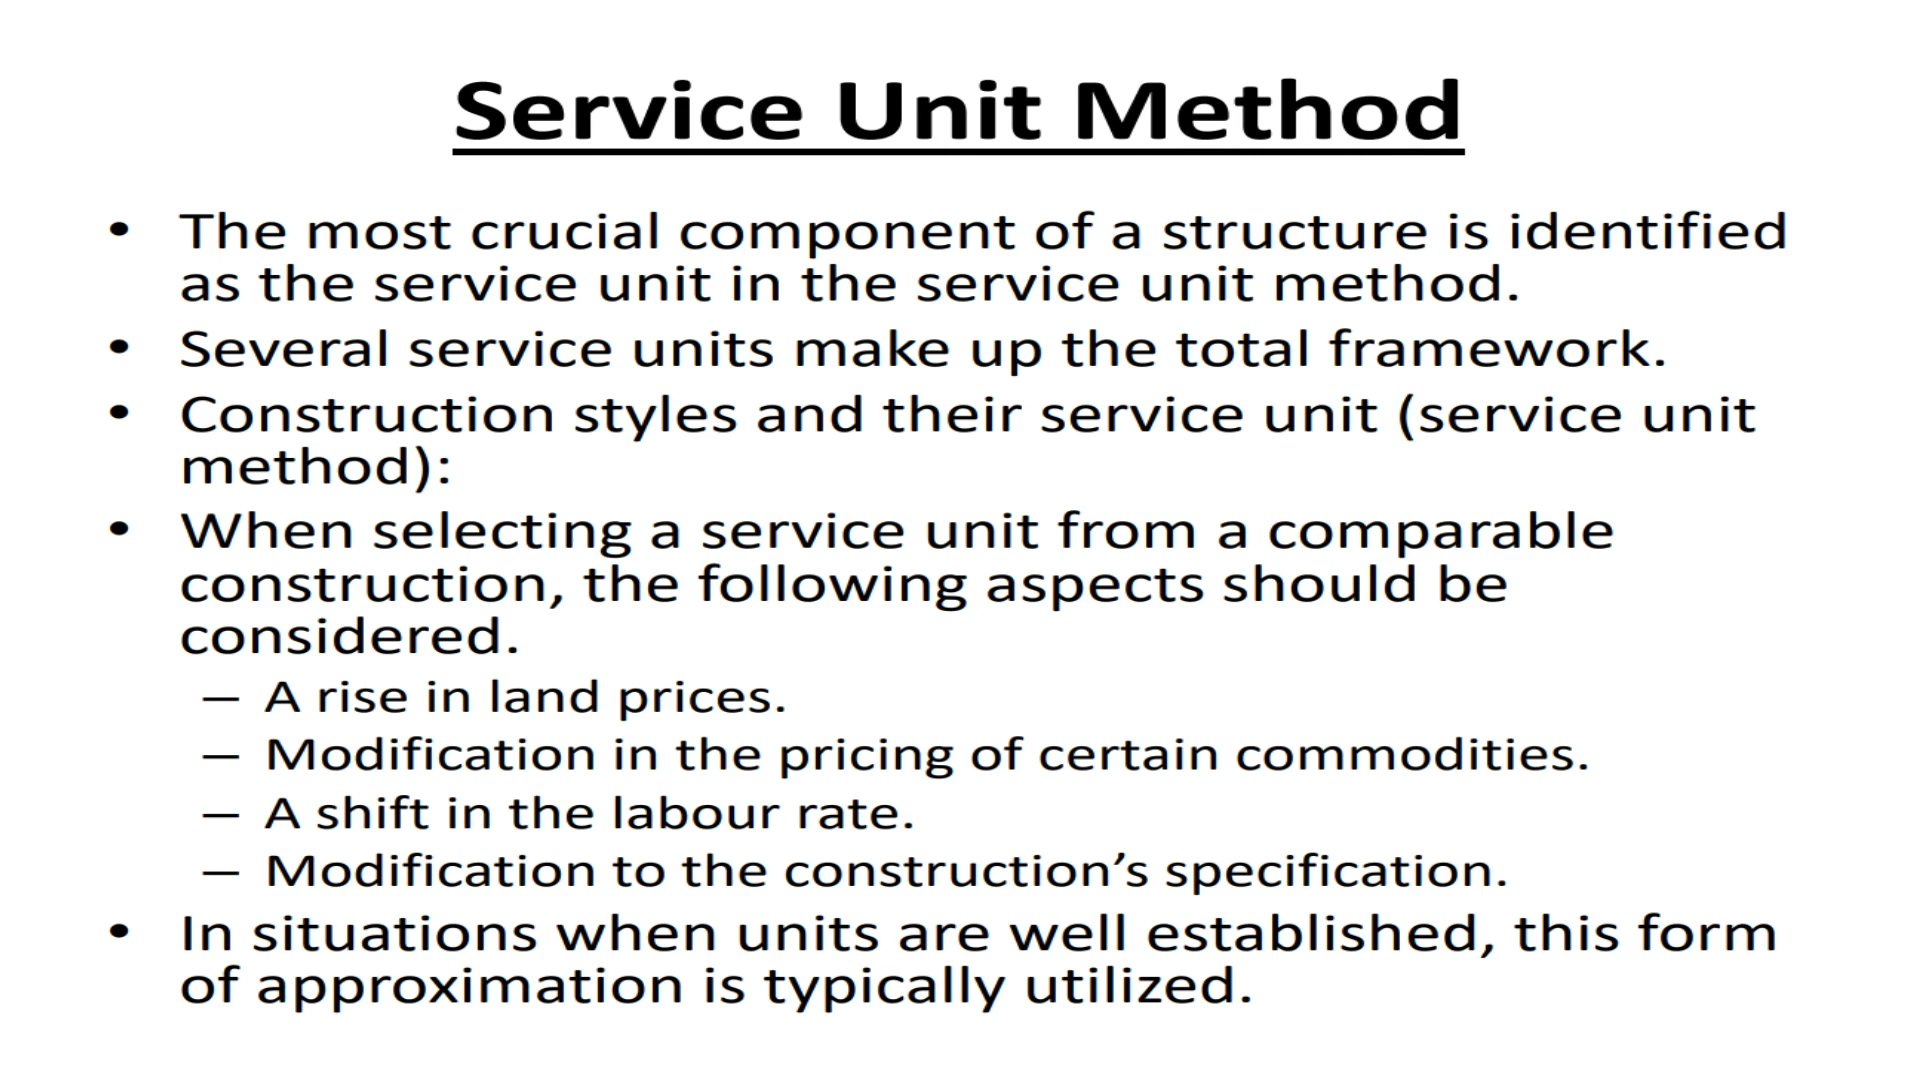 Service Unit Method
• The most crucial component of a structure is identified
as the service unit in the service unit method.
• Several service units make up the total framework.
• Construction styles and their service unit (service unit
method):
• When selecting a service unit from a comparable
construction, the following aspects should be
considered.
– A rise in land prices.
– Modification in the pricing of certain commodities.
– A shift in the labour rate.
– Modification to the construction’s specification.
• In situations when units are well established, this form
of approximation is typically utilized.